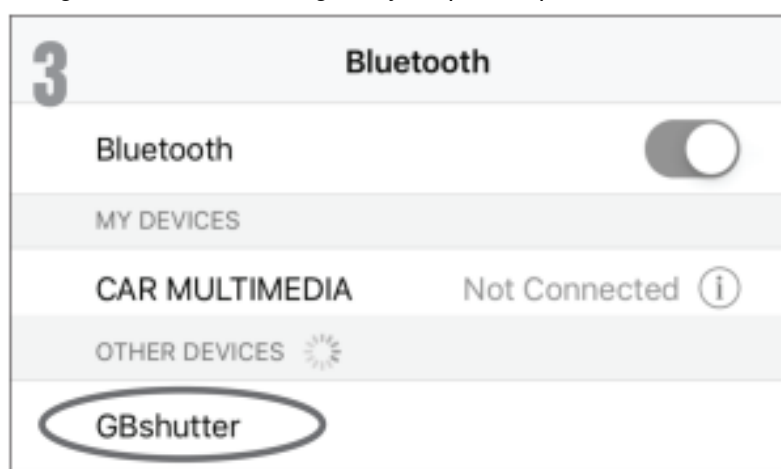 3
Bluetooth
Bluetooth
MY DEVICES
CAR MULTIMEDIA Not Connected i
OTHER DEVICES
GBshutter